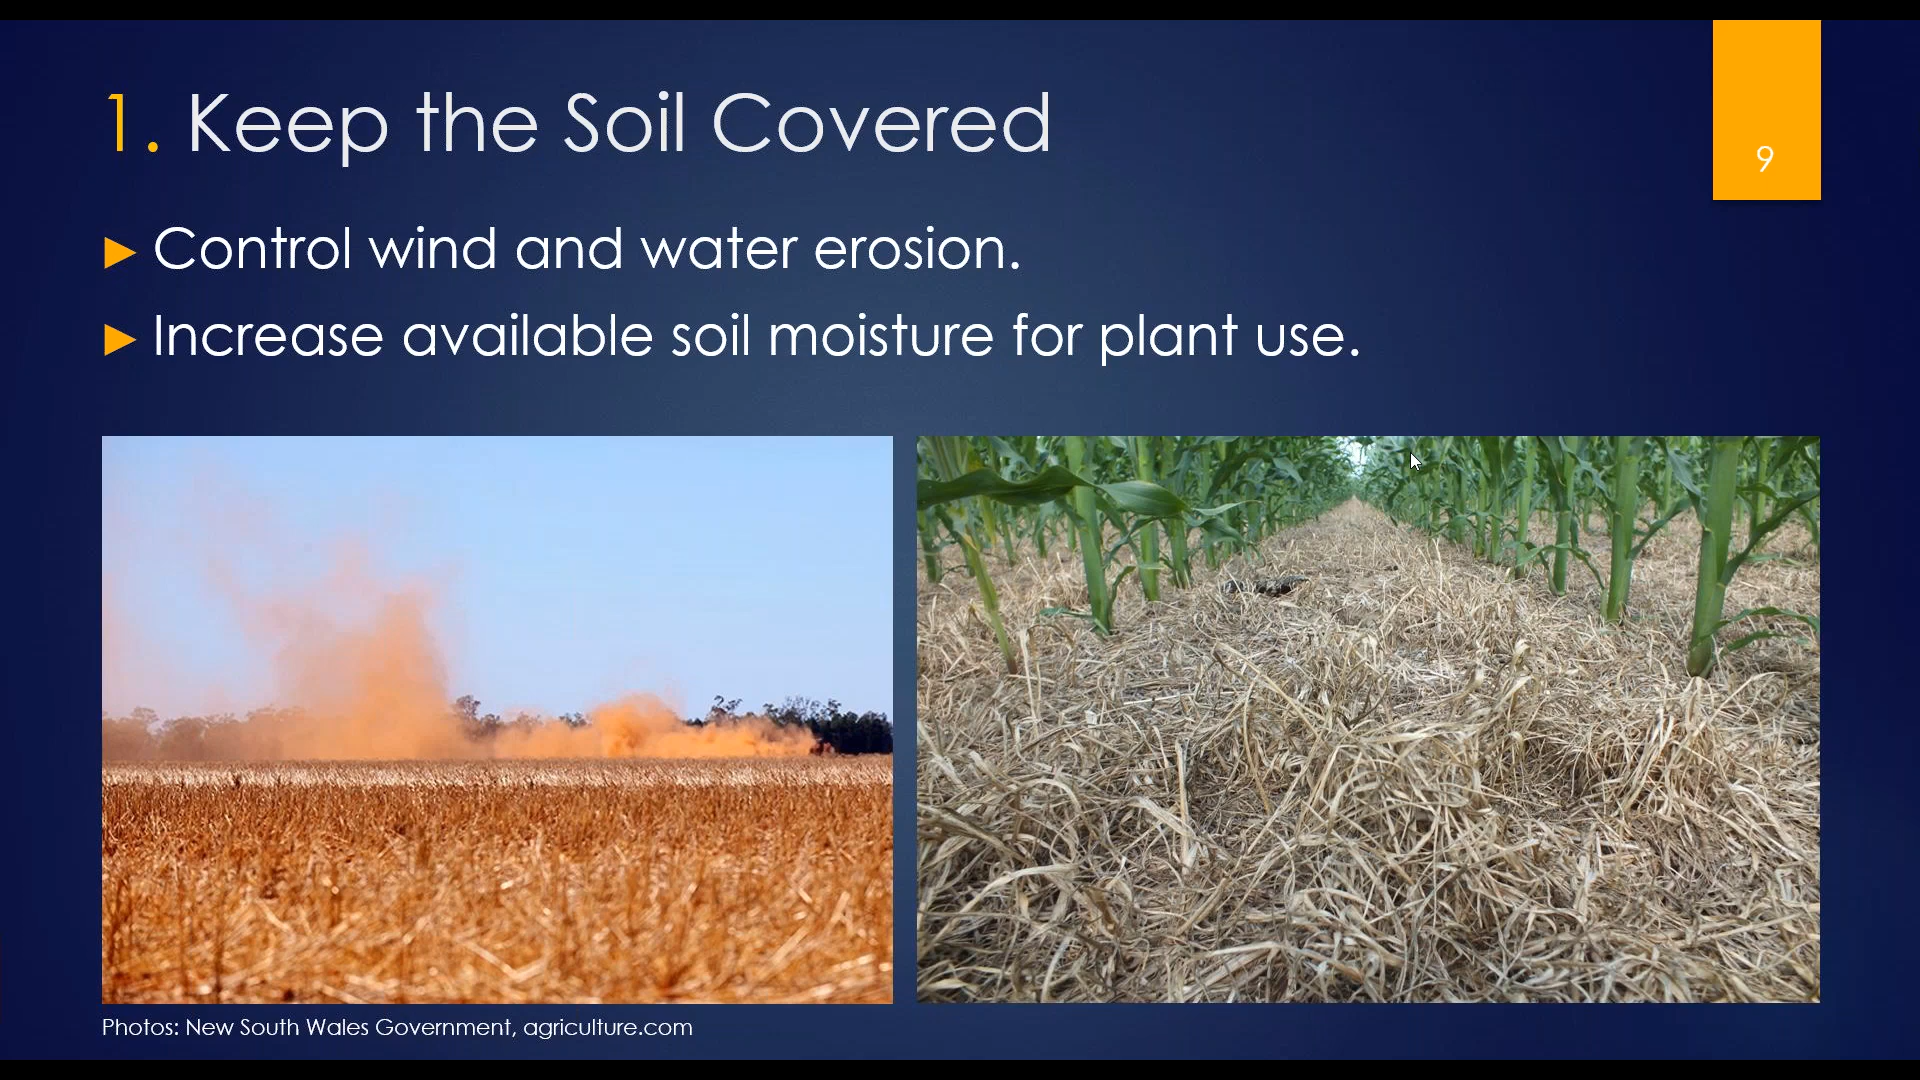 1. Keep the Soil Covered
9
► Control wind and water erosion.
► Increase available soil moisture for plant use.
Photos: New South Wales Government, agriculture.com